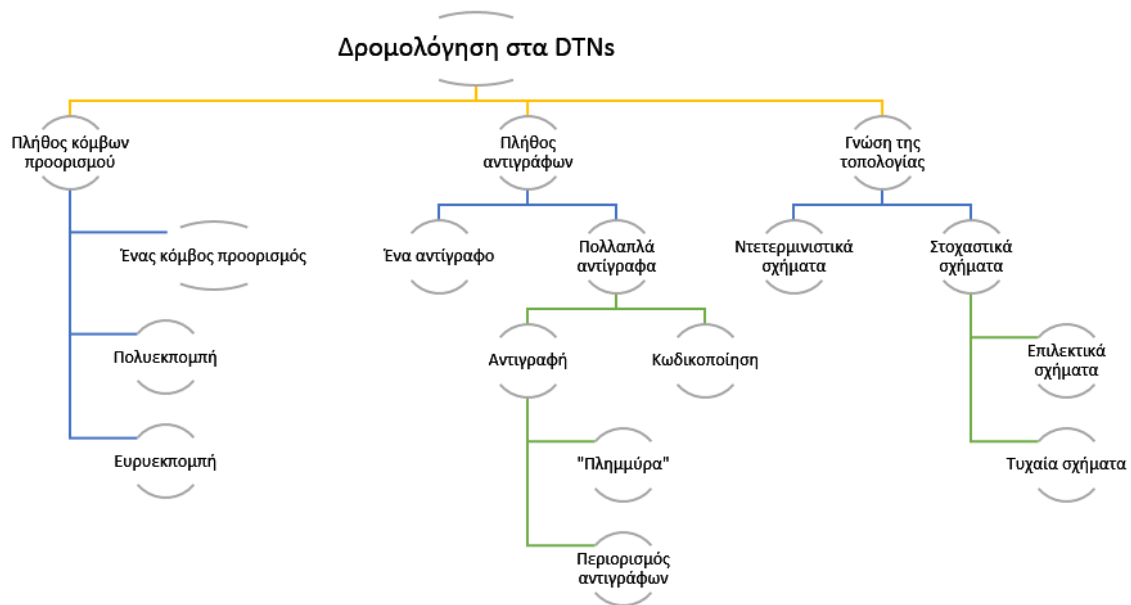 Δρομολόγηση στα DTNs
Πλήθος κόμβων
προορισμού
Πλήθος
αντιγράφων
Γνώση της
τοπολογίας
Ένας κόμβος προορισμός
Πολυεκπομπή
Ευρυεκπομπή
Ένα αντίγραφο
Πολλαπλά
αντίγραφα
Αντιγραφή
Κωδικοποίηση
"Πλημμύρα"
Περιορισμός
αντιγράφων
Ντετερμινιστικά
σχήματα
Στοχαστικά
σχήματα
Επιλεκτικά
σχήματα
Τυχαία σχήματα